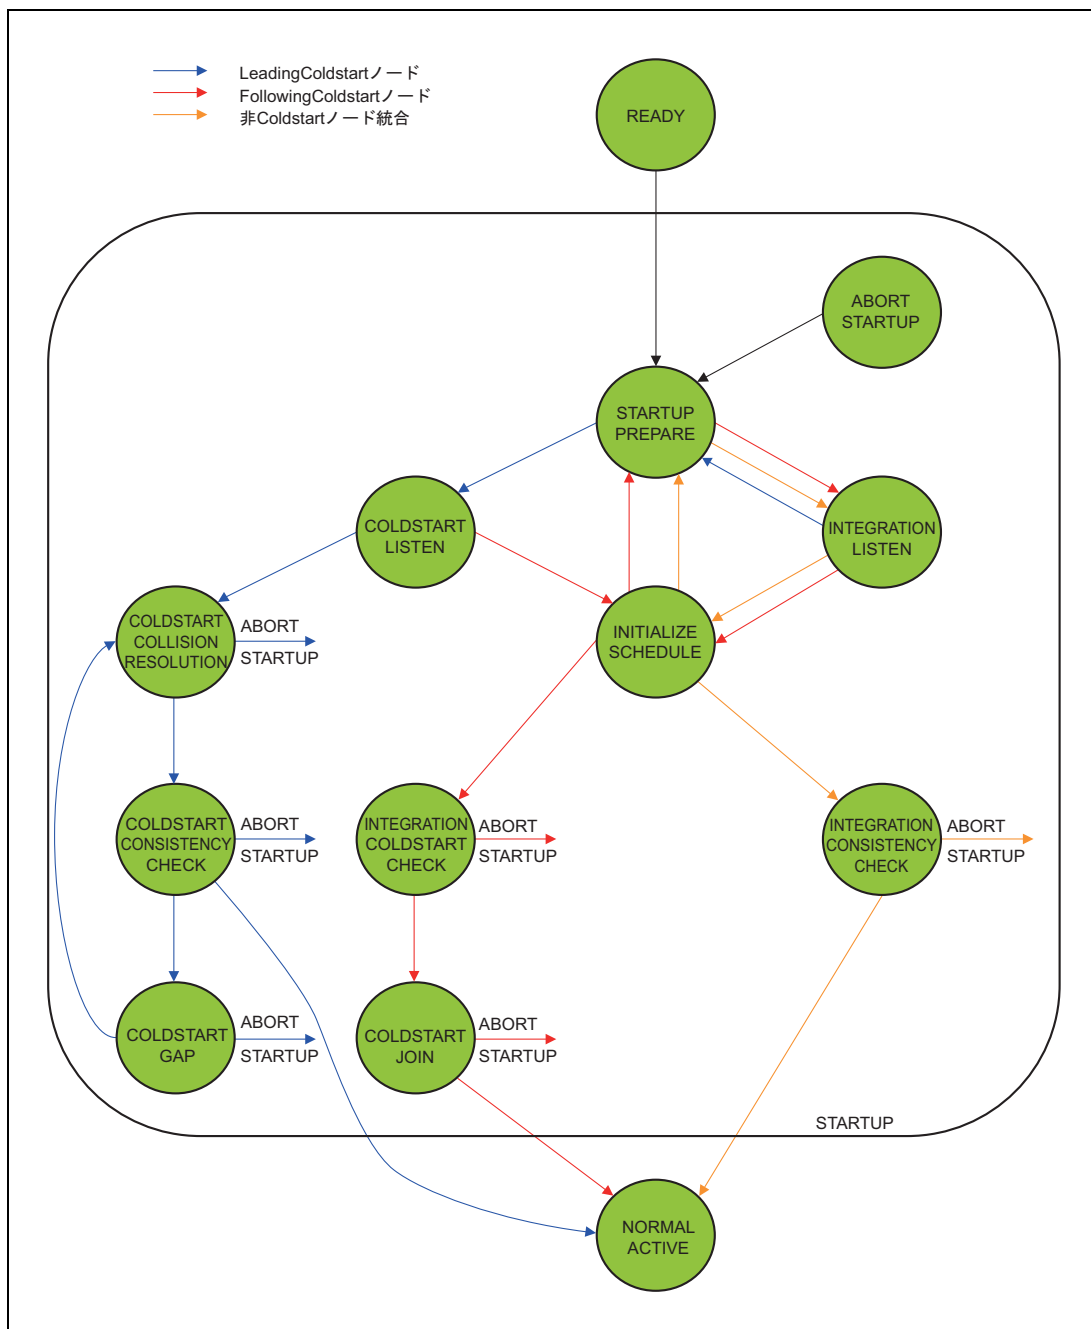 LeadingColdstartノード
FollowingColdstartノード
非Coldstartノード統合
READY
ABORT
STARTUP
STARTUP
PREPARE
COLDSTART
LISTEN
INTEGRATION
LISTEN
COLDSTART
COLLISION
RESOLUTION
ABORT
STARTUP
INITIALIZE
SCHEDULE
COLDSTART
CONSISTENCY
CHECK
ABORT
STARTUP
INTEGRATION
COLDSTART
CHECK
ABORT
STARTUP
INTEGRATION
CONSISTENCY
CHECK
ABORT
STARTUP
COLDSTART
GAP
ABORT
STARTUP
COLDSTART
JOIN
ABORT
STARTUP
STARTUP
NORMAL
ACTIVE